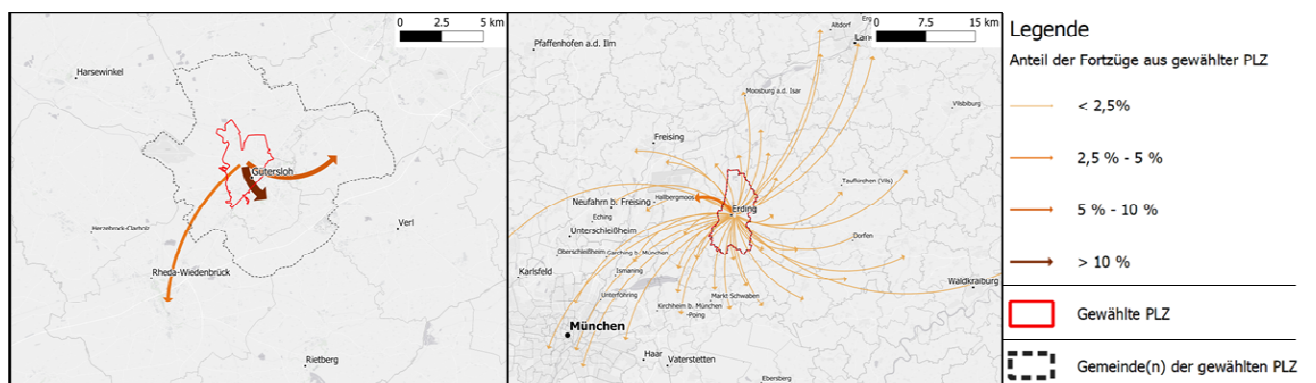 0 2.5 5 km
Harsewinkel
Gütersloh
Verl
Herzebrock-Clarholz
Rheda-Wiedenbrück
Rietberg
0 7.5 15 km
Altdorf
Pfaffenhofen a.d. Ilm
Vilsbiburg
Moosburg a.d. Isar
Freising
Taufkirchen (Vils)
Hallbergmoos
Neufahrn b. Freising
Erding
Eching
Unterschleißheim
Dorfen
Oberschleißheim
Garching b. München
Karlsfeld
Ismaning
Waldkraiburg
Unterföhring
Markt Schwaben
Kirchheim b. München
Poing
München
Haar
Vaterstetten
Ebersberg
Legende
Anteil der Fortzüge aus gewählter PLZ
< 2,5%
2,5 % - 5 %
5 % - 10 %
> 10 %
Gewählte PLZ
Gemeinde(n) der gewählten PLZ